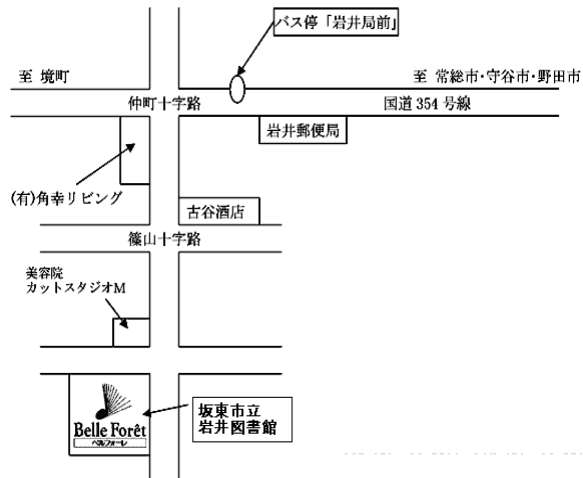 バス停「岩井局前」
至 境町
至 常総市・守谷市・野田市
仲町十字路
国道354号線
岩井郵便局
(有)角幸リビング
古谷酒店
篠山十字路
美容院
カットスタジオM
Belle Forêt
ベルフォーレ
坂東市立
岩井図書館